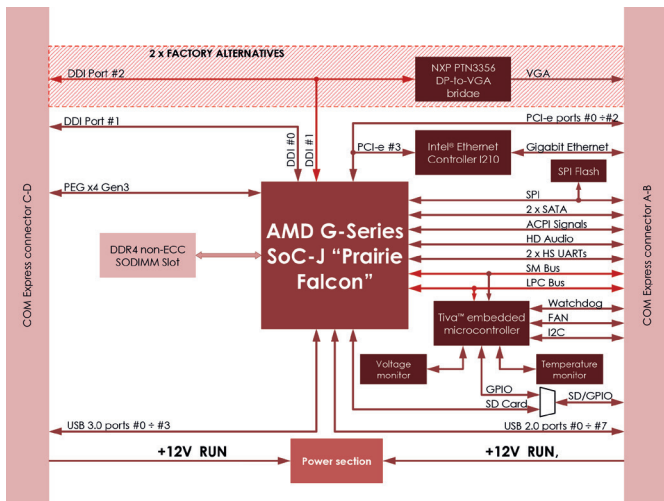 2 x FACTORY ALTERNATIVES
DDI Port #2
NXP PTN3356
DP-to-VGA
bridge
VGA
DDI Port #1
DDI #0
DDI #1
PCI-e ports #0 ÷#2
PCI-e #3
Intel® Ethernet
Controller I210
Gigabit Ethernet
SPI Flash
PEG x4 Gen3
SPI
2 x SATA
ACPI Signals
HD Audio
2 x HS UARTs
SM Bus
LPC Bus
AMD G-Series
SoC-J “Prairie
Falcon”
DDR4 non-ECC
SODIMM Slot
COM Express connector C-D
COM Express connector A-B
Tiva™ embedded
microcontroller
Watchdog
FAN
I2C
Voltage
monitor
Temperature
monitor
GPIO
SD Card
SD/GPIO
USB 3.0 ports #0 ÷ #3
USB 2.0 ports #0 ÷ #7
+12V RUN
Power section
+12V RUN,